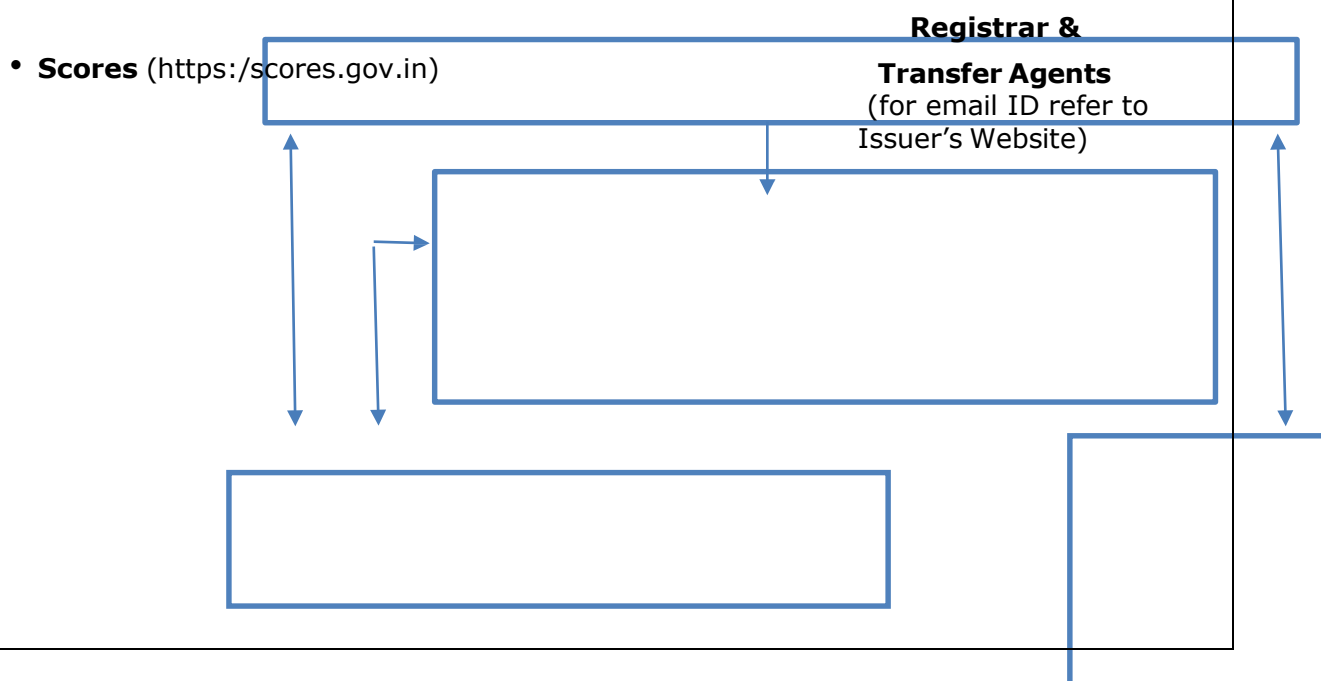 Registrar &
• Scores (https:/scores.gov.in)
Transfer Agents
(for email ID refer to
Issuer’s Website)